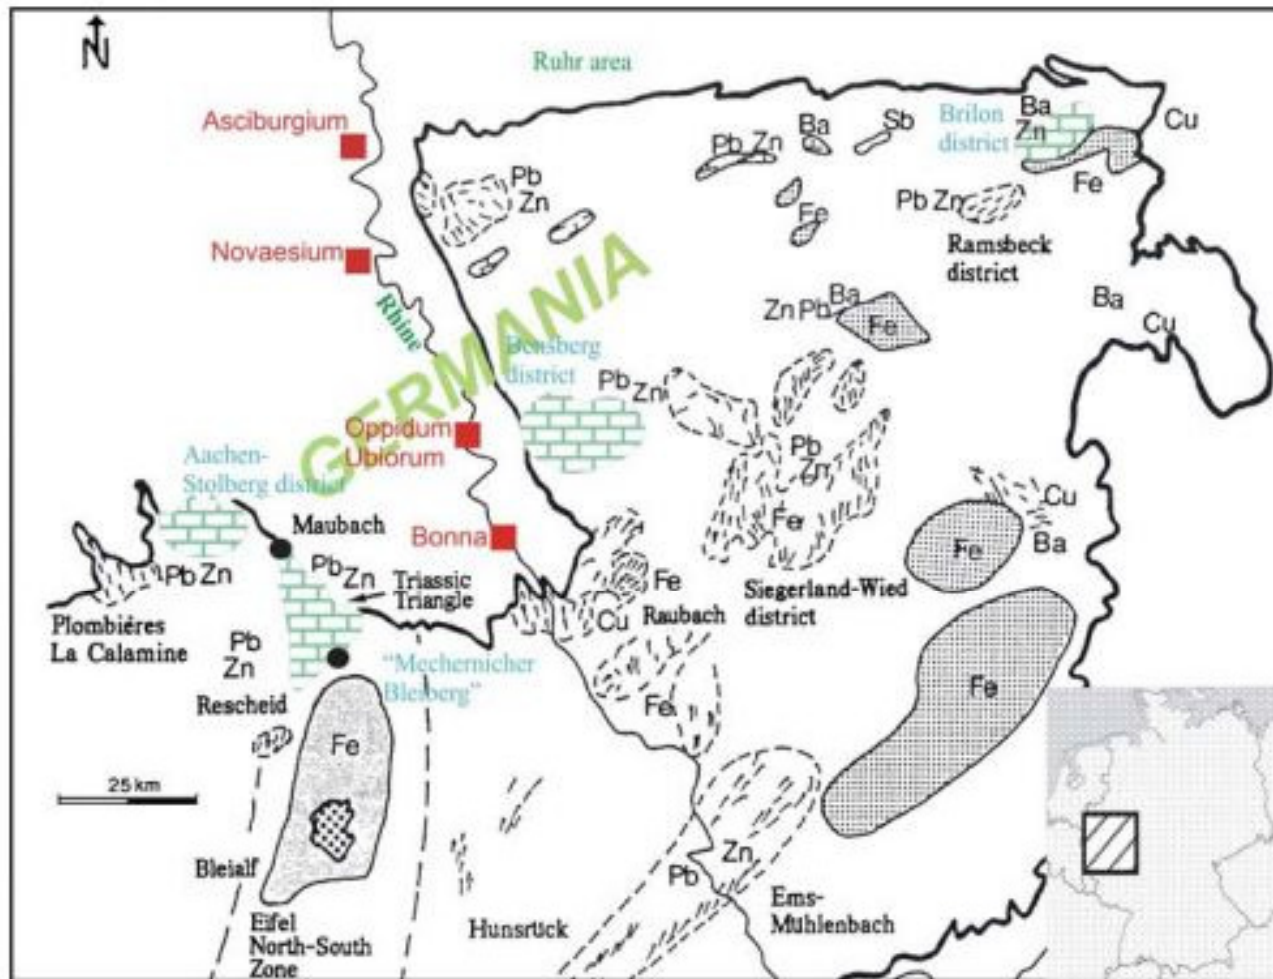 N
Ruhr area
Asciburgium
Ba
Sb
Brilon
district
Ba
Zn
Cu
Pb Zn
Fe
Pb
Zn
Pb Zn
Fe
Ramsbeck
district
Novaesium
Rhine
GERMANIA
Ba
Zn Pb
Fe
Ba
Cu
Bensberg
district
Pb
Zn
Oppidum
Ubiorum
Pb
Zn
Fe
Aachen-
Stolberg district
Maubach
Bonna
Cu
Ba
Fe
Pb Zn
Pb
Zn
Triassic
Triangle
Fe
Siegerland-Wied
district
Plombiéres
La Calamine
Cu
Raubach
Pb
Zn
"Mechernicher
Bleiberg"
Rescheid
Fe
Fe
Fe
25 km
Zn
Pb
Bleialf
Ems-
Mühlenbach
Eifel
North-South
Zone
Hunsrück